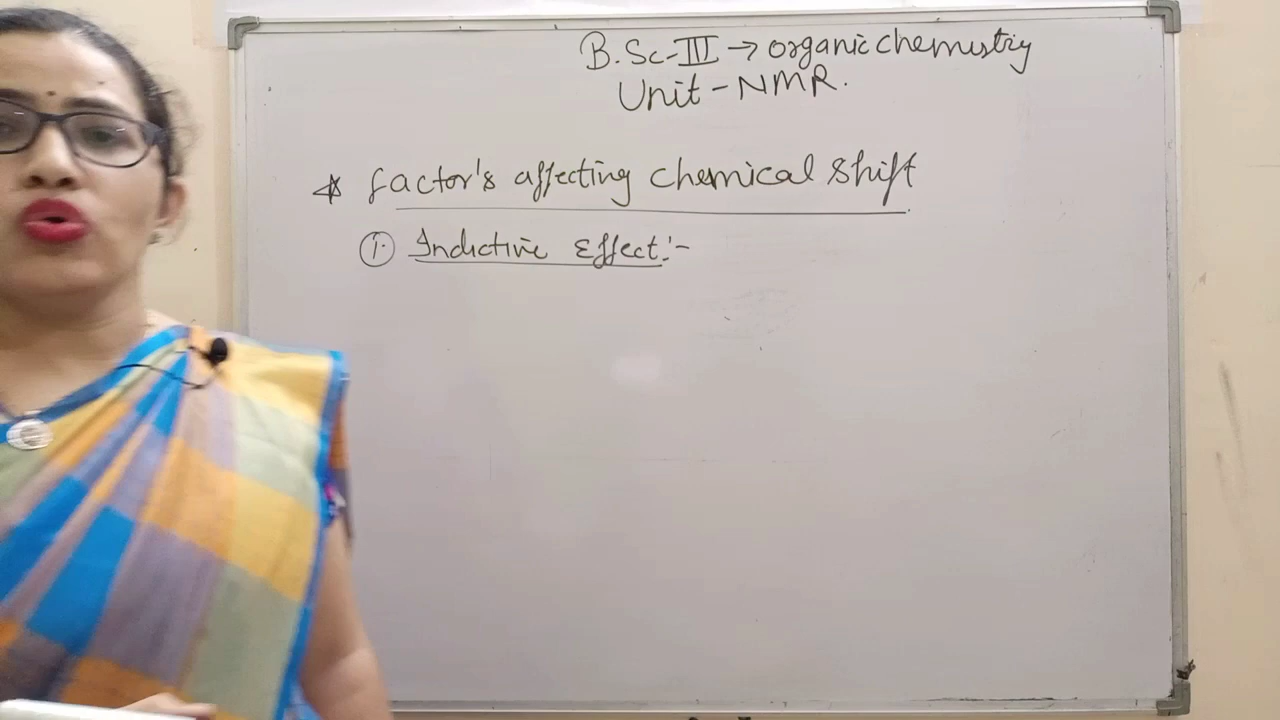 B.Sc-III → organic chemistry
Unit - NMR.
* factor's affecting chemical shift
① Inductive Effect:-